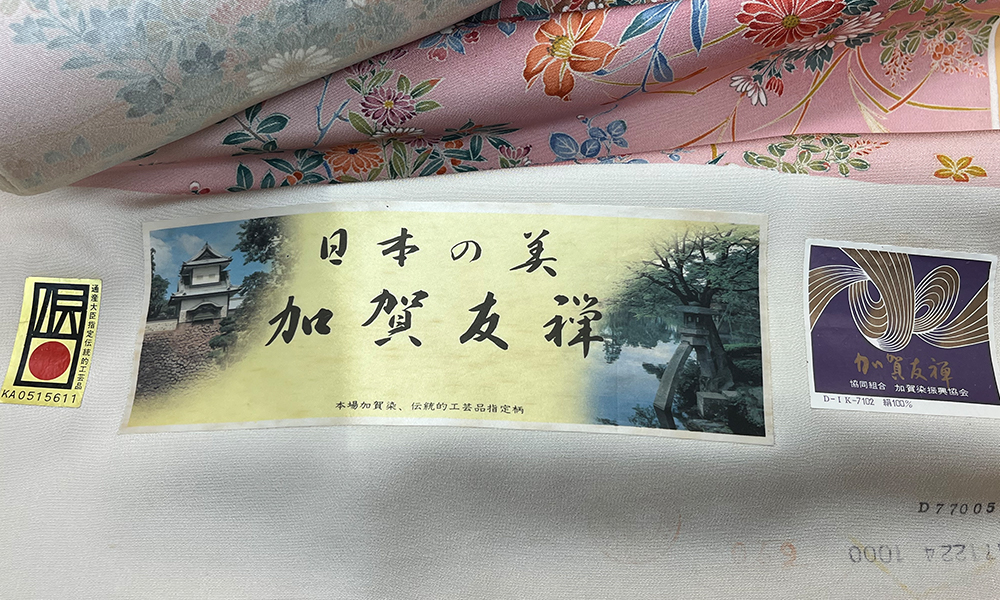 伝
通産大臣指定伝統的工芸品
KA0515611
日本の美
加賀友禅
本場加賀染、伝統的工芸品指定柄
加賀友禅
協同組合 加賀染振興協会
D-IK-7102 絹100%
D77005
1224 1000